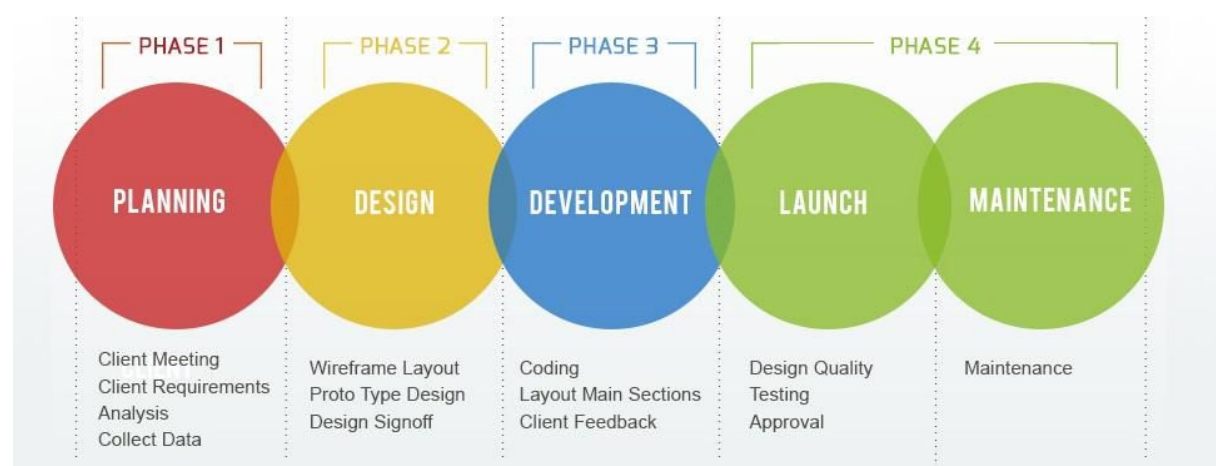 PHASE 1
PHASE 2
PHASE 3
PHASE 4
PLANNING
DESIGN
DEVELOPMENT
LAUNCH
MAINTENANCE
Client Meeting
CLIENT
Client Requirements
Analysis
Collect Data
Wireframe Layout
Proto Type Design
Design Signoff
Coding
Layout Main Sections
Client Feedback
Design Quality
Testing
Approval
Maintenance